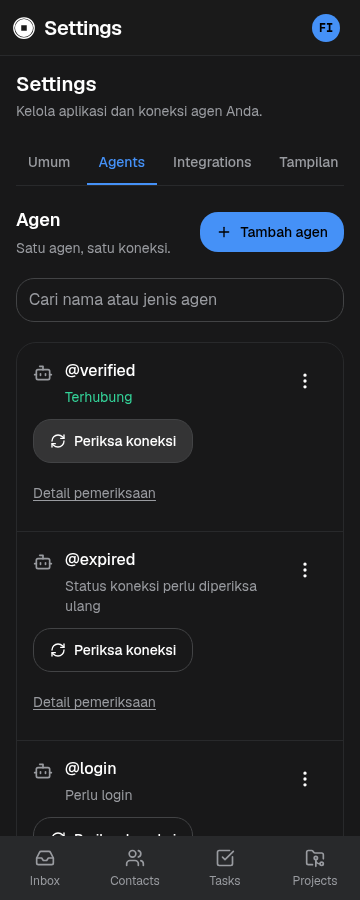 Settings
FI
Settings
Kelola aplikasi dan koneksi agen Anda.
Umum
Agents
Integrations
Tampilan
Agen
Satu agen, satu koneksi.
Tambah agen
Cari nama atau jenis agen
@verified
Terhubung
Periksa koneksi
Detail pemeriksaan
@expired
Status koneksi perlu diperiksa
ulang
Periksa koneksi
Detail pemeriksaan
@login
Perlu login
Inbox
Contacts
Tasks
Projects